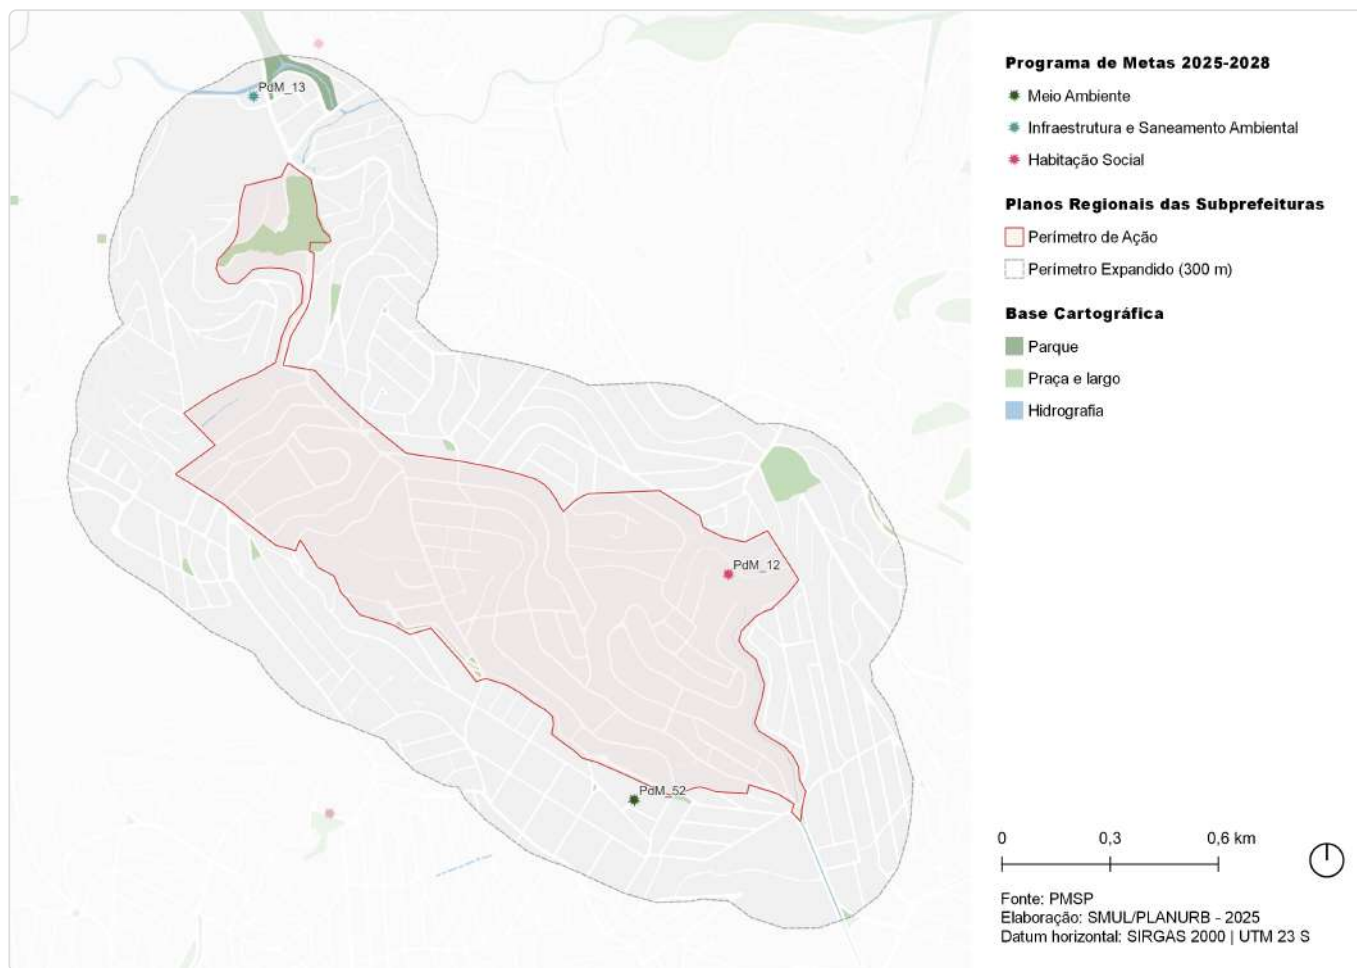 PdM_13
PdM_12
PdM_52
Programa de Metas 2025-2028
Meio Ambiente
Infraestrutura e Saneamento Ambiental
Habitação Social
Planos Regionais das Subprefeituras
Perímetro de Ação
Perímetro Expandido (300 m)
Base Cartográfica
Parque
Praça e largo
Hidrografia
0 0,3 0,6 km
Fonte: PMSP
Elaboração: SMUL/PLANURB - 2025
Datum horizontal: SIRGAS 2000 | UTM 23 S